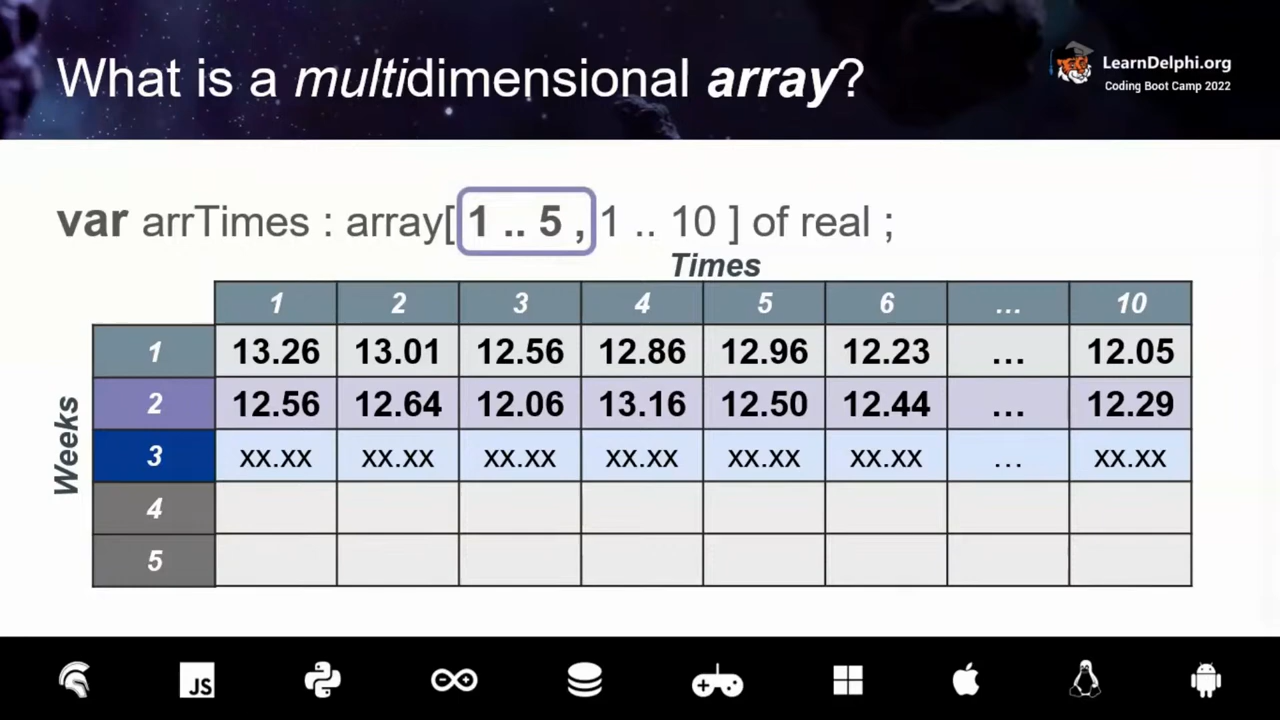 What is a multidimensional array?
LearnDelphi.org
Coding Boot Camp 2022
var arrTimes : array[ 1 .. 5 , 1 .. 10 ] of real ;
Times
1 2 3 4 5 6 ... 10
Weeks
1 13.26 13.01 12.56 12.86 12.96 12.23 ... 12.05
2 12.56 12.64 12.06 13.16 12.50 12.44 ... 12.29
3 xx.xx xx.xx xx.xx xx.xx xx.xx xx.xx ... xx.xx
4
5
JS